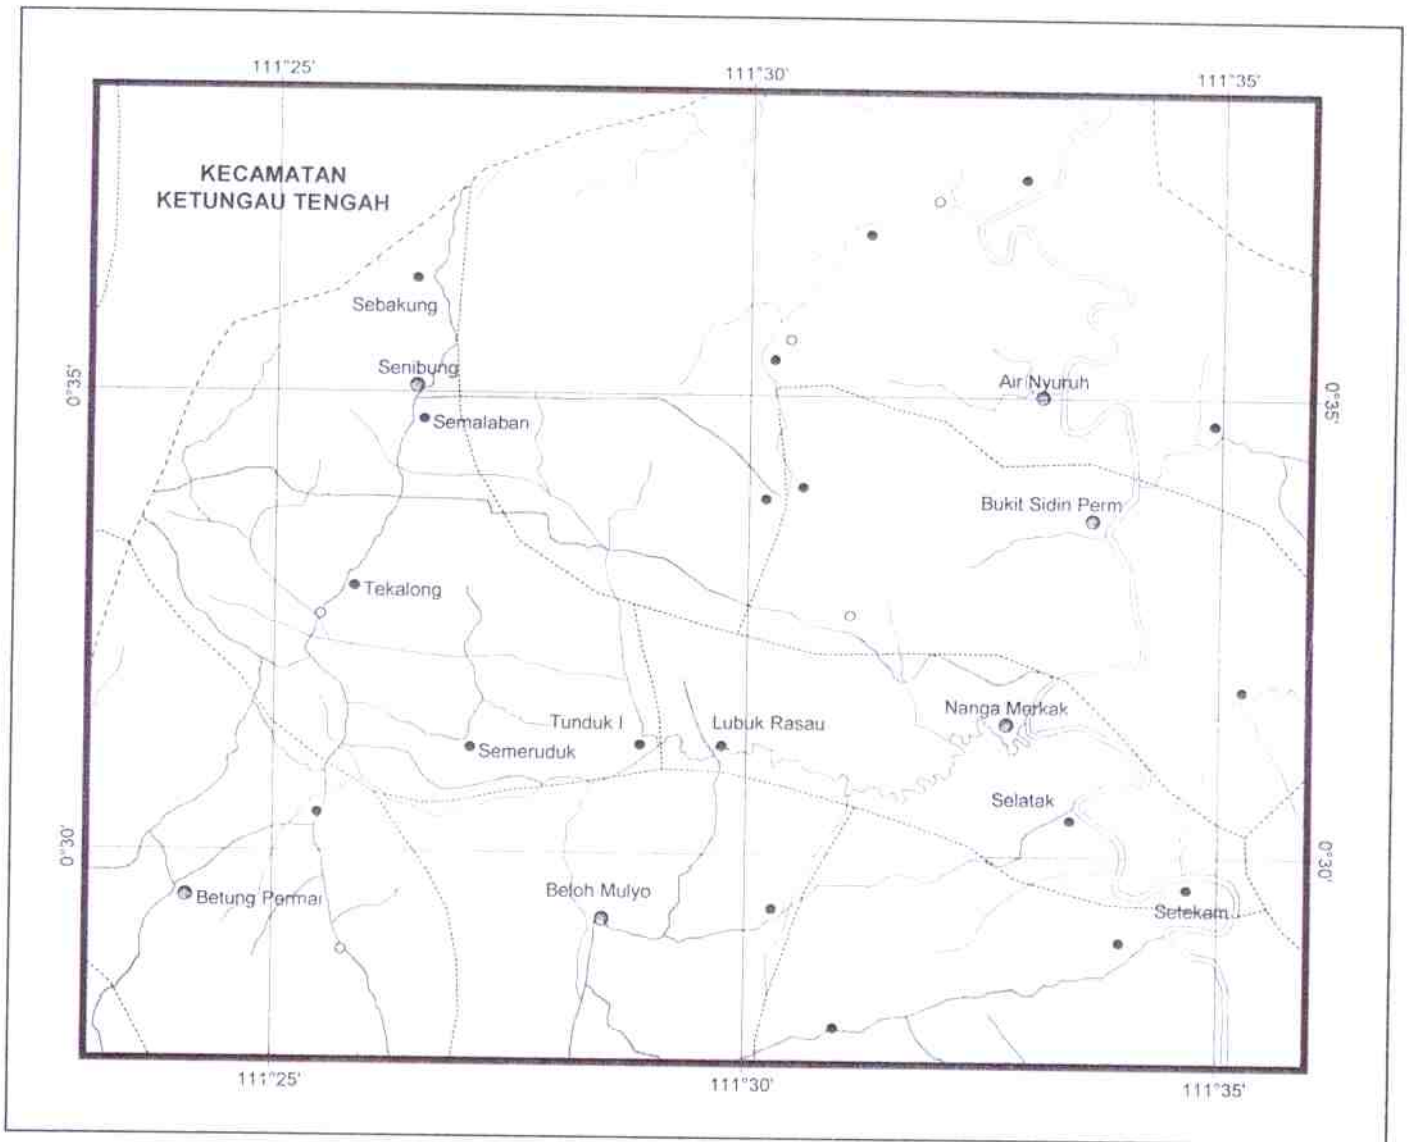 111°25'
111°30'
111°35'
KECAMATAN
KETUNGAU TENGAH
Sebakung
Senibung
Air Nyuruh
0°35'
0°35'
Semalaban
Bukit Sidin Perm
Tekalong
Nanga Merkak
Tunduk I
Lubuk Rasau
Semeruduk
Selatak
0°30'
0°30'
Beloh Mulyo
Betung Permai
Setekam
111°25'
111°30'
111°35'